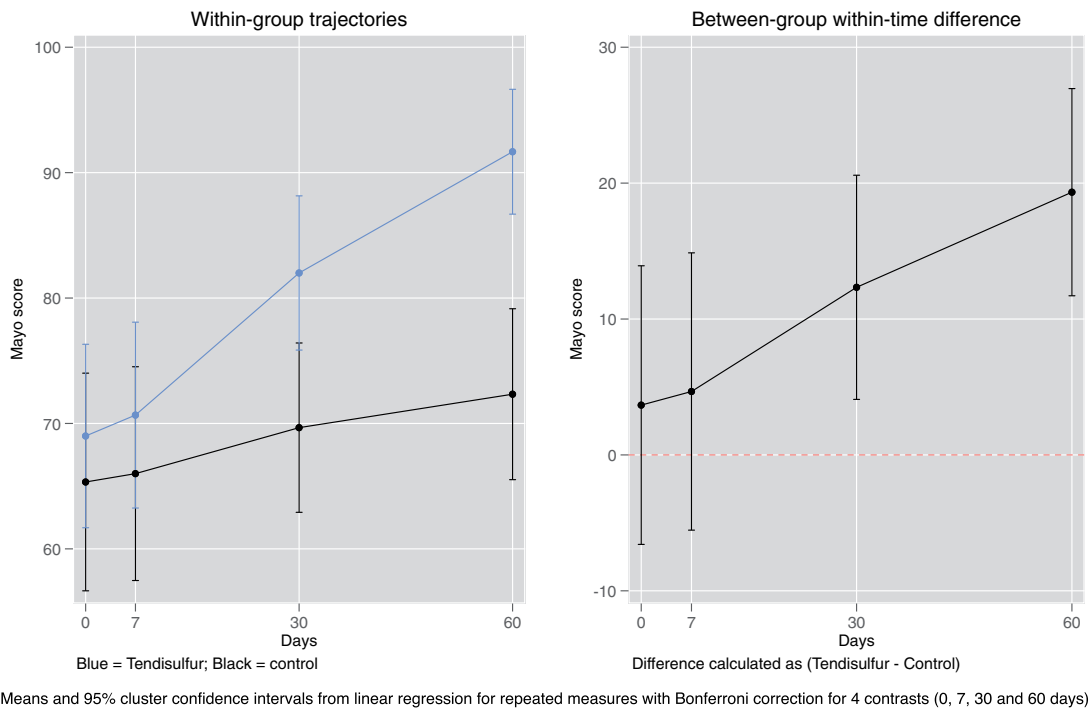 Within-group trajectories
100
90
80
70
60
Mayo score
0 7 30 60
Days
Blue = Tendisulfur; Black = control
Between-group within-time difference
30
20
10
0
-10
Mayo score
0 7 30 60
Days
Difference calculated as (Tendisulfur - Control)
Means and 95% cluster confidence intervals from linear regression for repeated measures with Bonferroni correction for 4 contrasts (0, 7, 30 and 60 days)